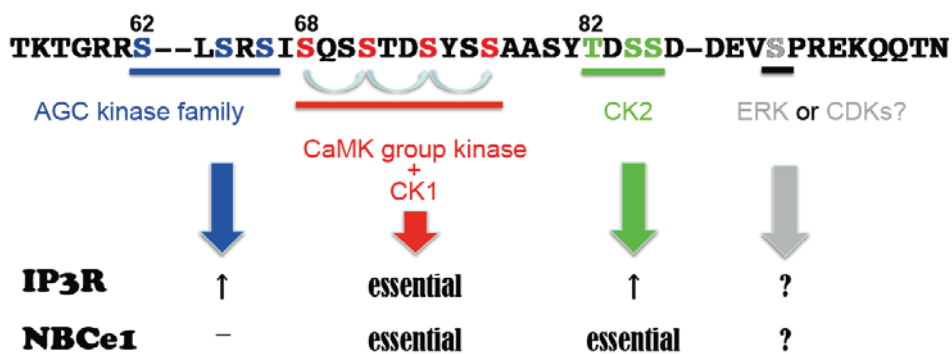 62 68 82
TKTGRRS--LSRSISQSSSTDSYSSAASYTDSSD-DEVSPREKQQTN
AGC kinase family CK2 ERK or CDKs?
CaMK group kinase
+
CK1
IP3R ↑ essential ↑ ?
NBCe1 – essential essential ?